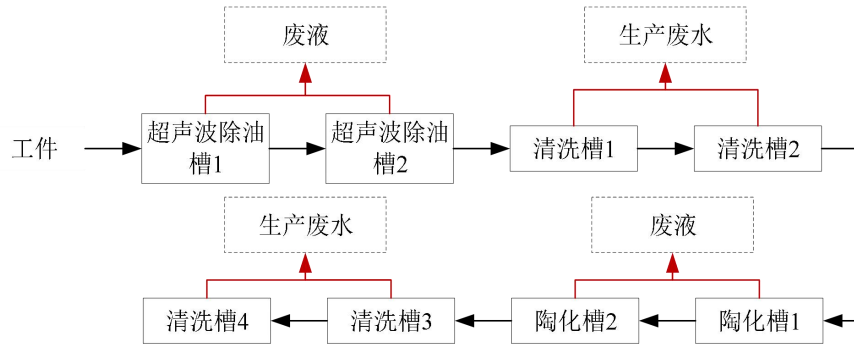 废液
生产废水
工件
超声波除油
槽1
超声波除油
槽2
清洗槽1
清洗槽2
生产废水
废液
清洗槽4
清洗槽3
陶化槽2
陶化槽1